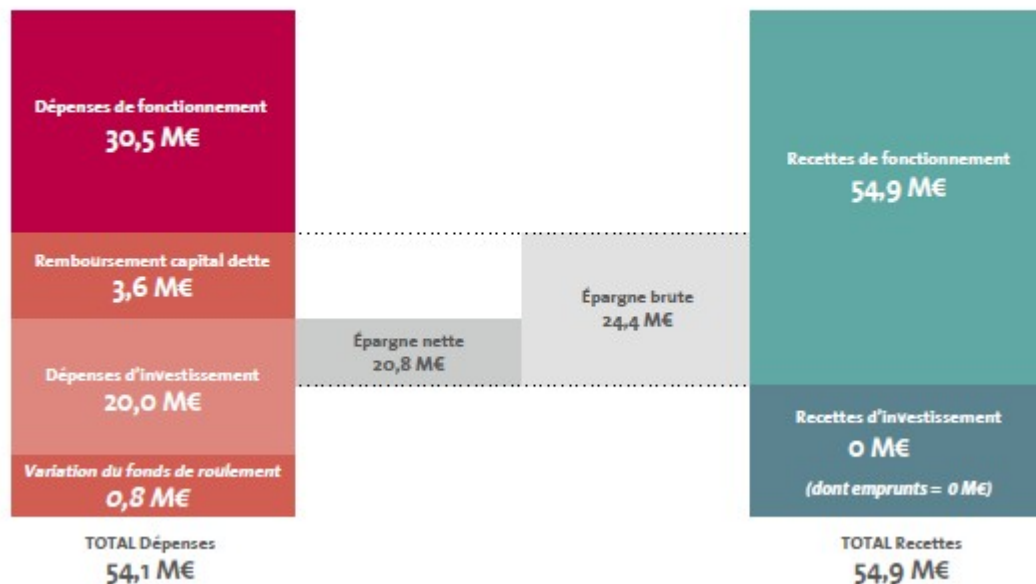 Dépenses de fonctionnement
30,5 M€
Remboursement capital dette
3,6 M€
Dépenses d'investissement
20,0 M€
Variation du fonds de roulement
0,8 M€
TOTAL Dépenses
54,1 M€
Épargne nette
20,8 M€
Épargne brute
24,4 M€
Recettes de fonctionnement
54,9 M€
Recettes d'investissement
0 M€
(dont emprunts = 0 M€)
TOTAL Recettes
54,9 M€